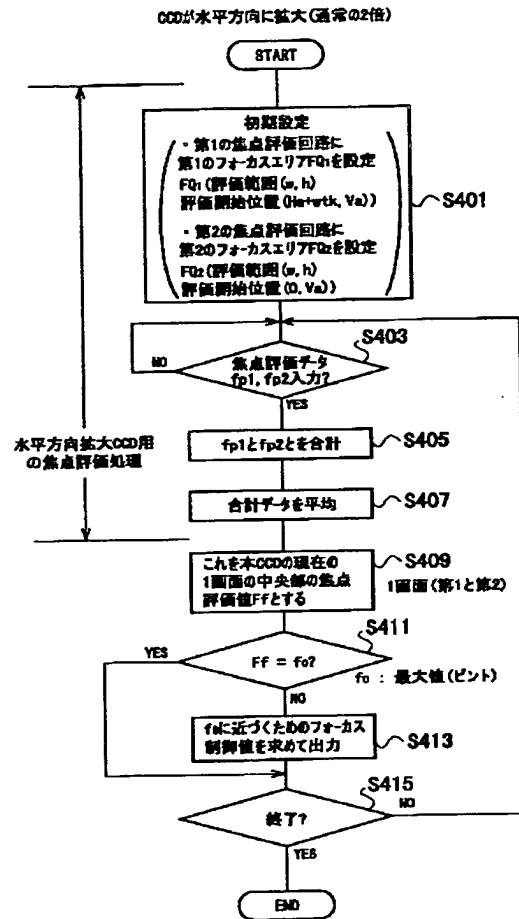 CCDが水平方向に拡大(通常の2倍)
START
初期設定
・第1の焦点評価回路に
第1のフォーカスエリアFQ1を設定
FQ1(評価範囲(w,h)
評価開始位置(Ha+wtk,Va))
・第2の焦点評価回路に
第2のフォーカスエリアFQ2を設定
FQ2(評価範囲(w,h)
評価開始位置(0,Va))
S401
S403
焦点評価データ
fp1,fp2入力?
NO
YES
水平方向拡大CCD用
の焦点評価処理
fp1とfp2とを合計
S405
合計データを平均
S407
これを本CCDの現在の
1画面の中央部の焦点
評価値Ffとする
S409
1画面(第1と第2)
S411
YES
Ff = fo?
fo : 最大値(ピント)
NO
foに近づくためのフォーカス
制御値を求めて出力
S413
S415
終了?
NO
YES
END